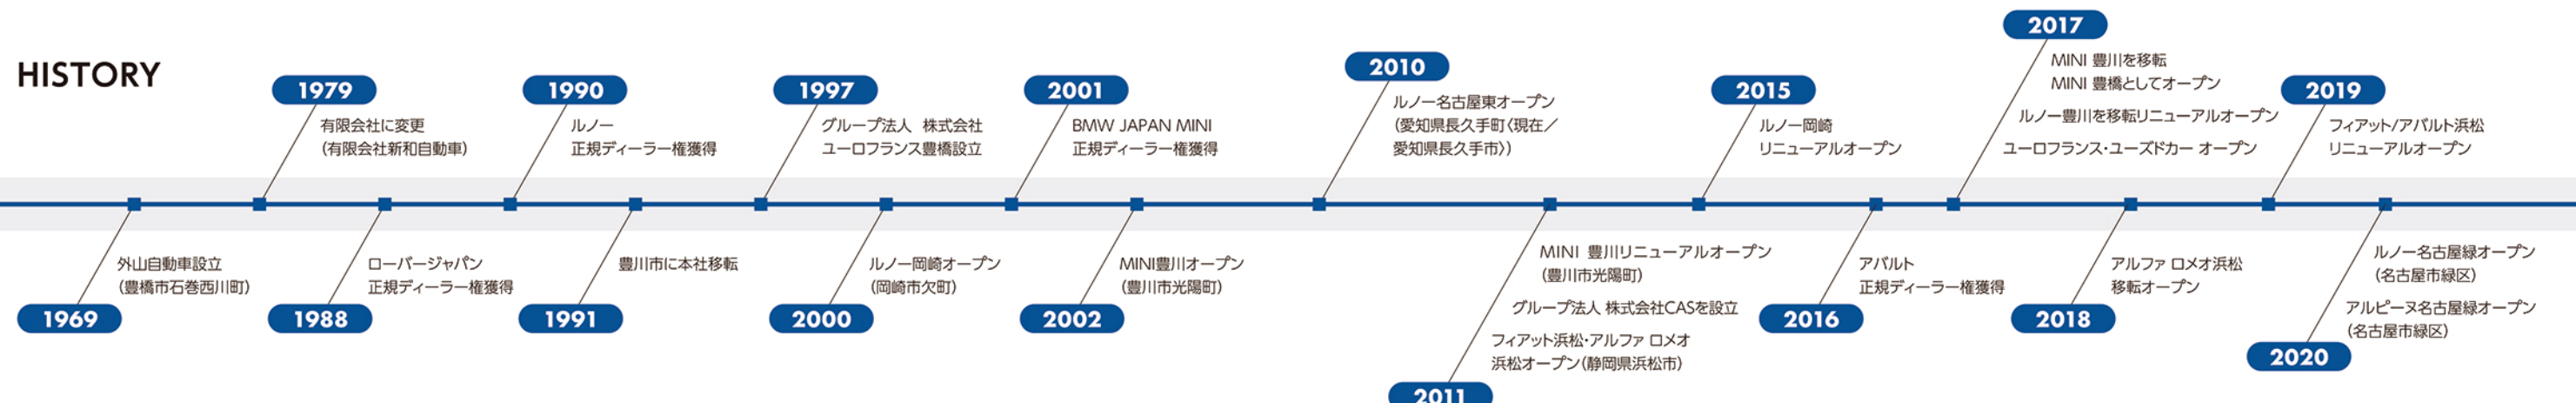 HISTORY
1969
外山自動車設立
（豊橋市石巻西川町）
1979
有限会社に変更
（有限会社新和自動車）
1988
ローバージャパン
正規ディーラー権獲得
1990
ルノー
正規ディーラー権獲得
1991
豊川市に本社移転
1997
グループ法人 株式会社
ユーロフランス豊橋設立
2000
ルノー岡崎オープン
（岡崎市欠町）
2001
BMW JAPAN MINI
正規ディーラー権獲得
2002
MINI豊川オープン
（豊川市光陽町）
2010
ルノー名古屋東オープン
（愛知県長久手町〈現在／
愛知県長久手市〉）
2011
MINI 豊川リニューアルオープン
（豊川市光陽町）
グループ法人 株式会社CASを設立
フィアット浜松・アルファ ロメオ
浜松オープン（静岡県浜松市）
2015
ルノー岡崎
リニューアルオープン
2016
アバルト
正規ディーラー権獲得
2017
MINI 豊川を移転
MINI 豊橋としてオープン
ルノー豊川を移転リニューアルオープン
ユーロフランス・ユーズドカー オープン
2018
アルファ ロメオ浜松
移転オープン
2019
フィアット/アバルト浜松
リニューアルオープン
2020
ルノー名古屋緑オープン
（名古屋市緑区）
アルピーヌ名古屋緑オープン
（名古屋市緑区）